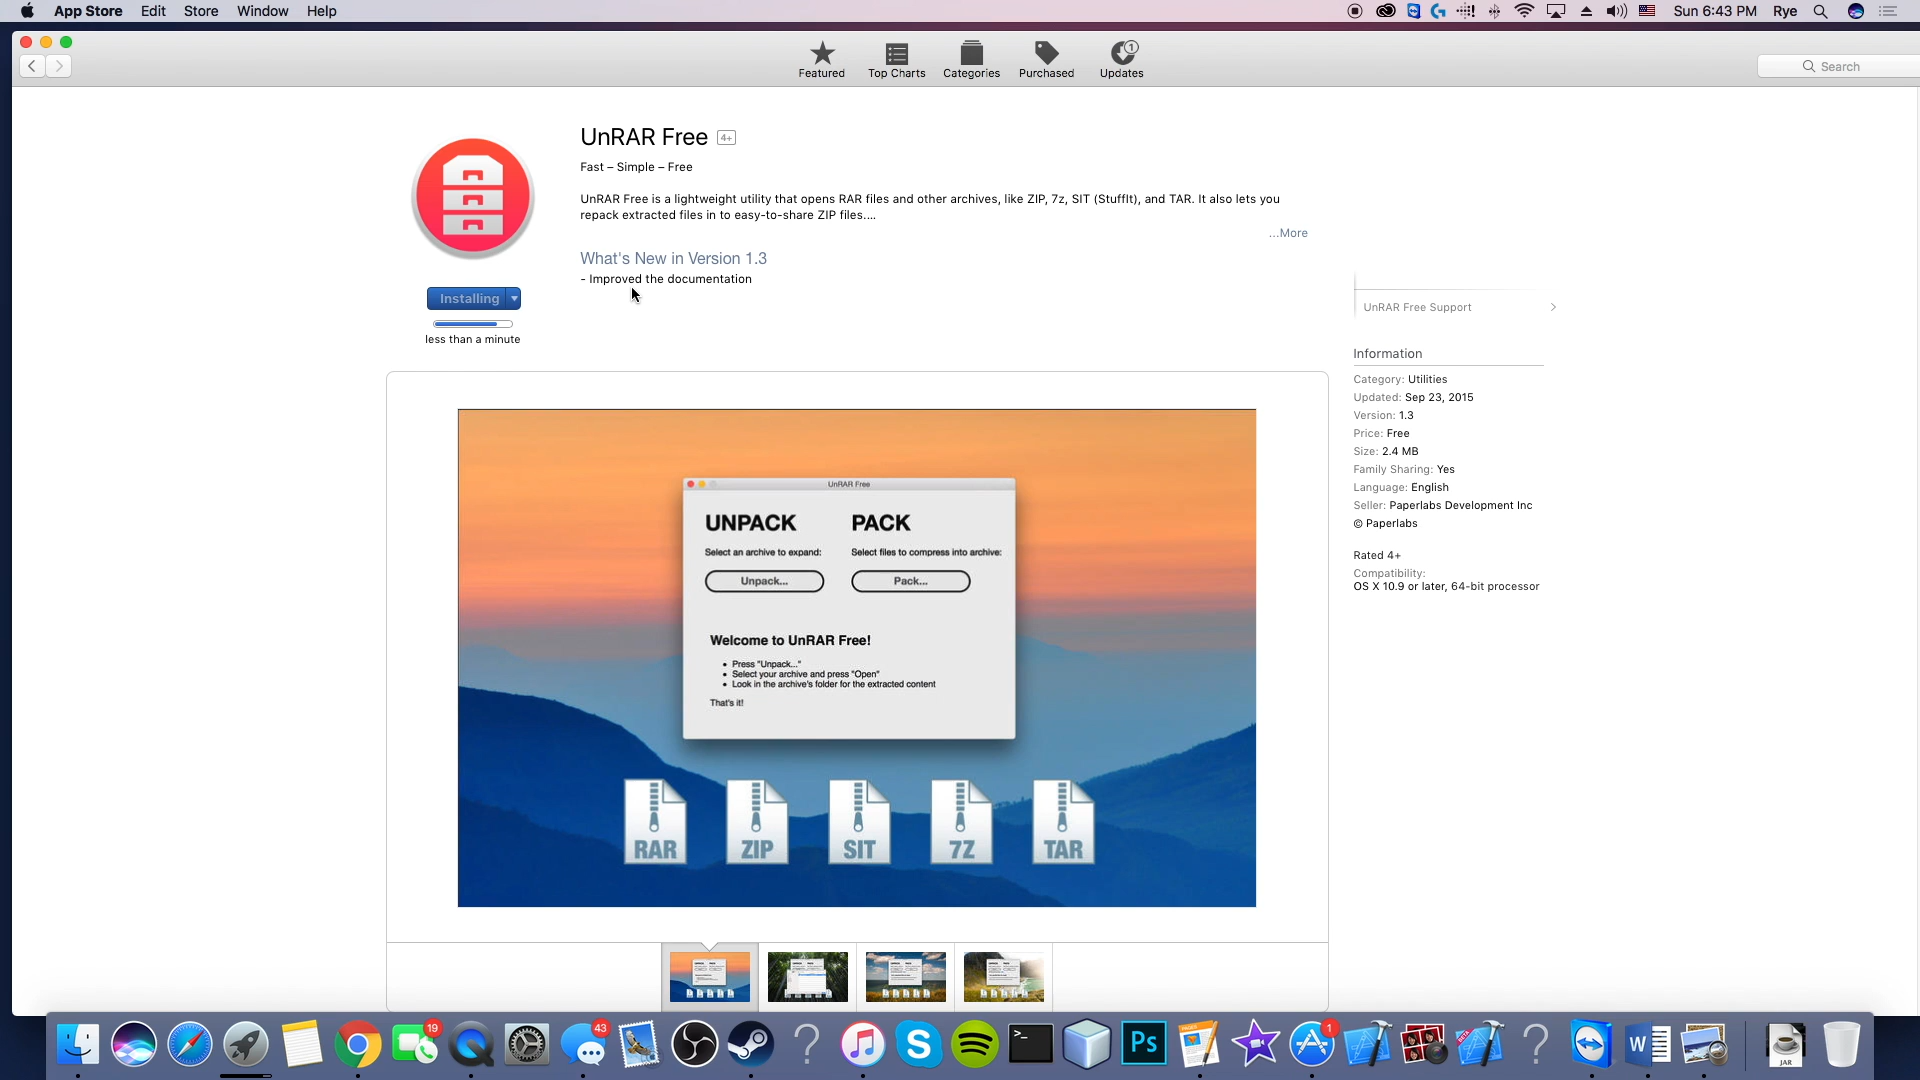 App Store Edit Store Window Help
Sun 6:43 PM Rye
Featured Top Charts Categories Purchased Updates
1
Search
UnRAR Free 4+
Fast – Simple – Free
UnRAR Free is a lightweight utility that opens RAR files and other archives, like ZIP, 7z, SIT (StuffIt), and TAR. It also lets you
repack extracted files in to easy-to-share ZIP files....
...More
What's New in Version 1.3
- Improved the documentation
Installing
less than a minute
UnRAR Free Support
Information
Category: Utilities
Updated: Sep 23, 2015
Version: 1.3
Price: Free
Size: 2.4 MB
Family Sharing: Yes
Language: English
Seller: Paperlabs Development Inc
© Paperlabs
Rated 4+
Compatibility:
OS X 10.9 or later, 64-bit processor
UnRAR Free
UNPACK PACK
Select an archive to expand: Select files to compress into archive:
Unpack... Pack...
Welcome to UnRAR Free!
• Press "Unpack..."
• Select your archive and press "Open"
• Look in the archive's folder for the extracted content
That's it!
RAR ZIP SIT 7Z TAR
19
43
1
Ps
W
JAR